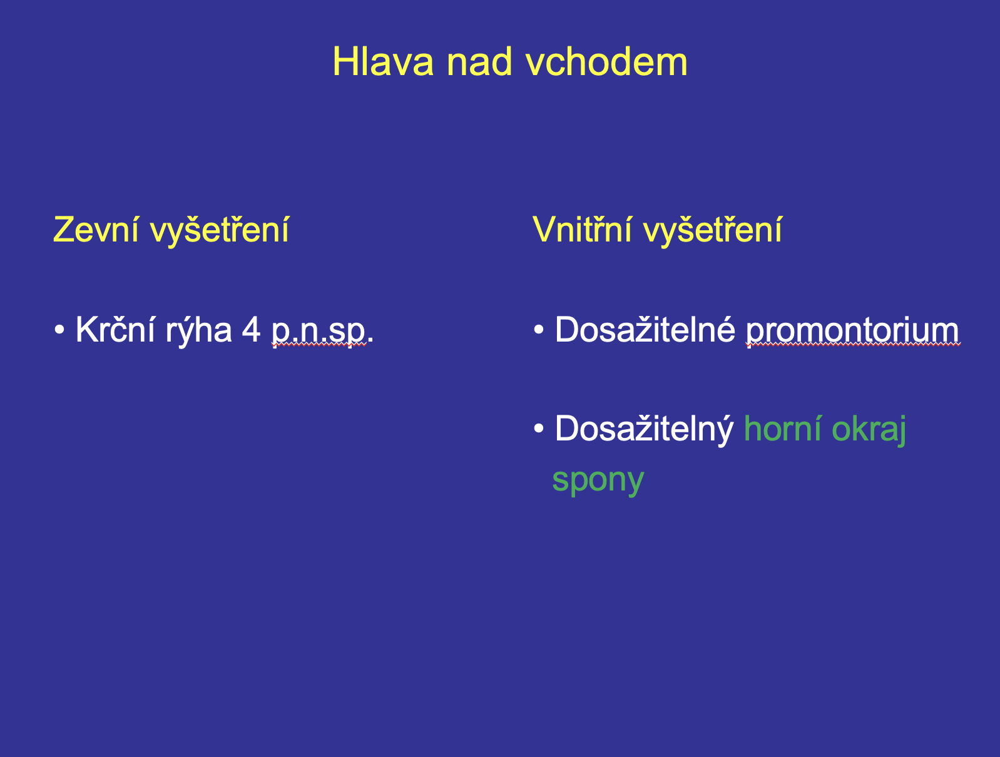 Hlava nad vchodem
Zevní vyšetření
• Krční rýha 4 p.n.sp.
Vnitřní vyšetření
• Dosažitelné promontorium
• Dosažitelný horní okraj
spony